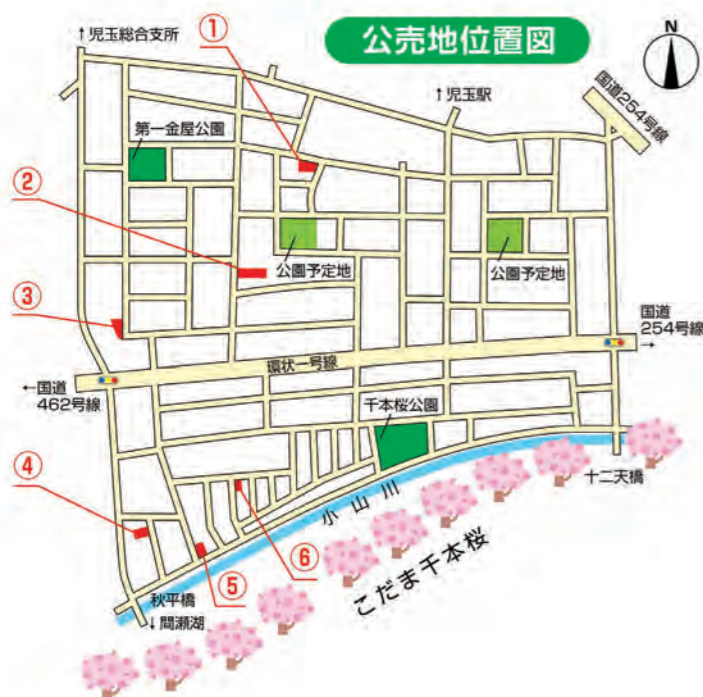 公売地位置図
N
↑児玉総合支所
①
↑児玉駅
国道254号線
第一金屋公園
②
公園予定地
公園予定地
③
国道
254号線
→
環状一号線
←国道
462号線
千本桜公園
④
十二天橋
小山川
⑥
⑤
こだま千本桜
秋平橋
↓間瀬湖